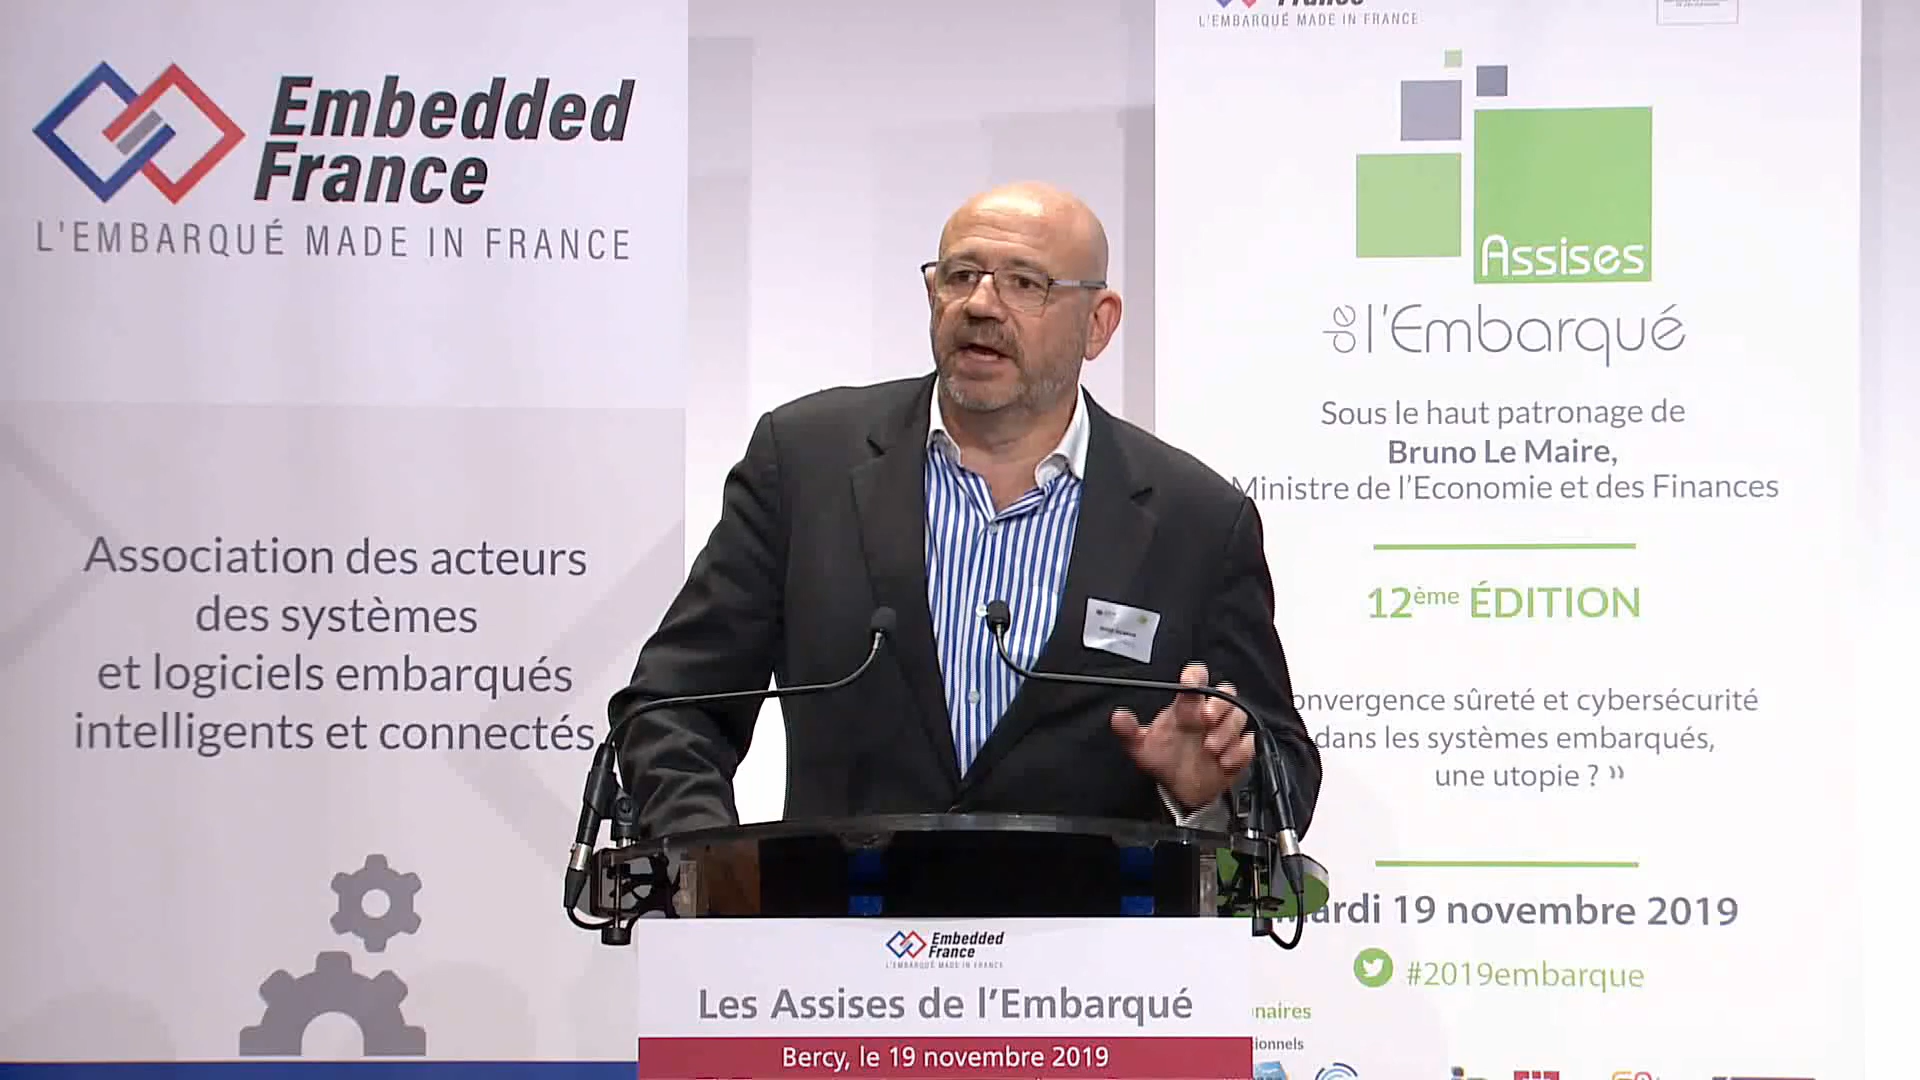 Embedded
France
L'EMBARQUÉ MADE IN FRANCE
Association des acteurs
des systèmes
et logiciels embarqués
intelligents et connectés
France
L'EMBARQUÉ MADE IN FRANCE
Assises
de l'Embarqué
Sous le haut patronage de
Bruno Le Maire,
Ministre de l'Economie et des Finances
12ème ÉDITION
onvergence sûreté et cybersécurité
dans les systèmes embarqués,
une utopie ? »
Mardi 19 novembre 2019
#2019embarque
naires
ionnels
Embedded
France
L'EMBARQUÉ MADE IN FRANCE
Les Assises de l'Embarqué
Bercy, le 19 novembre 2019